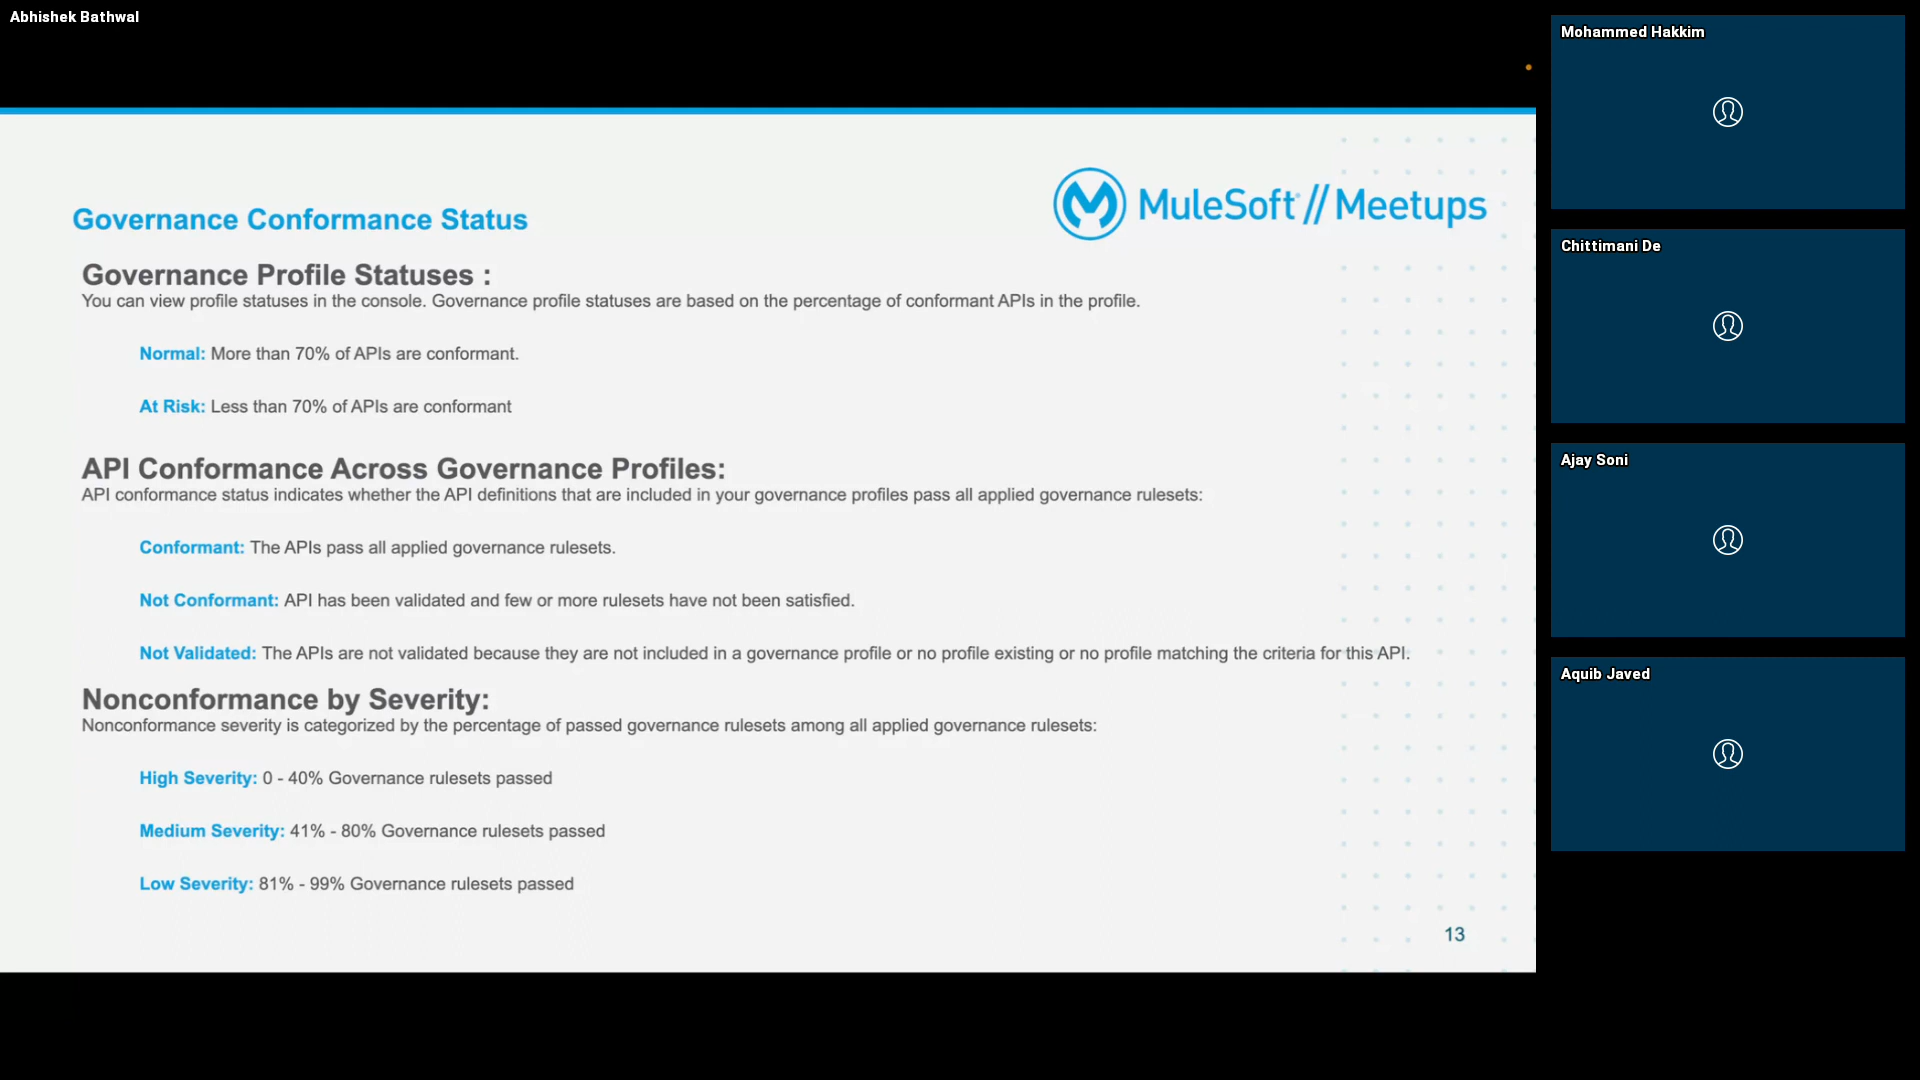 Abhishek Bathwal
MuleSoft // Meetups
Governance Conformance Status
Governance Profile Statuses :
You can view profile statuses in the console. Governance profile statuses are based on the percentage of conformant APIs in the profile.
Normal: More than 70% of APIs are conformant.
At Risk: Less than 70% of APIs are conformant
API Conformance Across Governance Profiles:
API conformance status indicates whether the API definitions that are included in your governance profiles pass all applied governance rulesets:
Conformant: The APIs pass all applied governance rulesets.
Not Conformant: API has been validated and few or more rulesets have not been satisfied.
Not Validated: The APIs are not validated because they are not included in a governance profile or no profile existing or no profile matching the criteria for this API.
Nonconformance by Severity:
Nonconformance severity is categorized by the percentage of passed governance rulesets among all applied governance rulesets:
High Severity: 0 - 40% Governance rulesets passed
Medium Severity: 41% - 80% Governance rulesets passed
Low Severity: 81% - 99% Governance rulesets passed
13
Mohammed Hakkim
Chittimani De
Ajay Soni
Aquib Javed